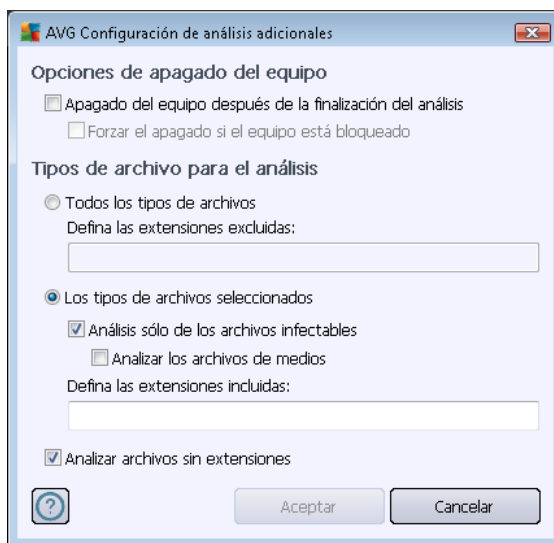 AVG Configuración de análisis adicionales
Opciones de apagado del equipo
Apagado del equipo después de la finalización del análisis
Forzar el apagado si el equipo está bloqueado
Tipos de archivo para el análisis
Todos los tipos de archivos
Defina las extensiones excluidas:
Los tipos de archivos seleccionados
Análisis sólo de los archivos infectables
Analizar los archivos de medios
Defina las extensiones incluidas:
Analizar archivos sin extensiones
? Aceptar Cancelar